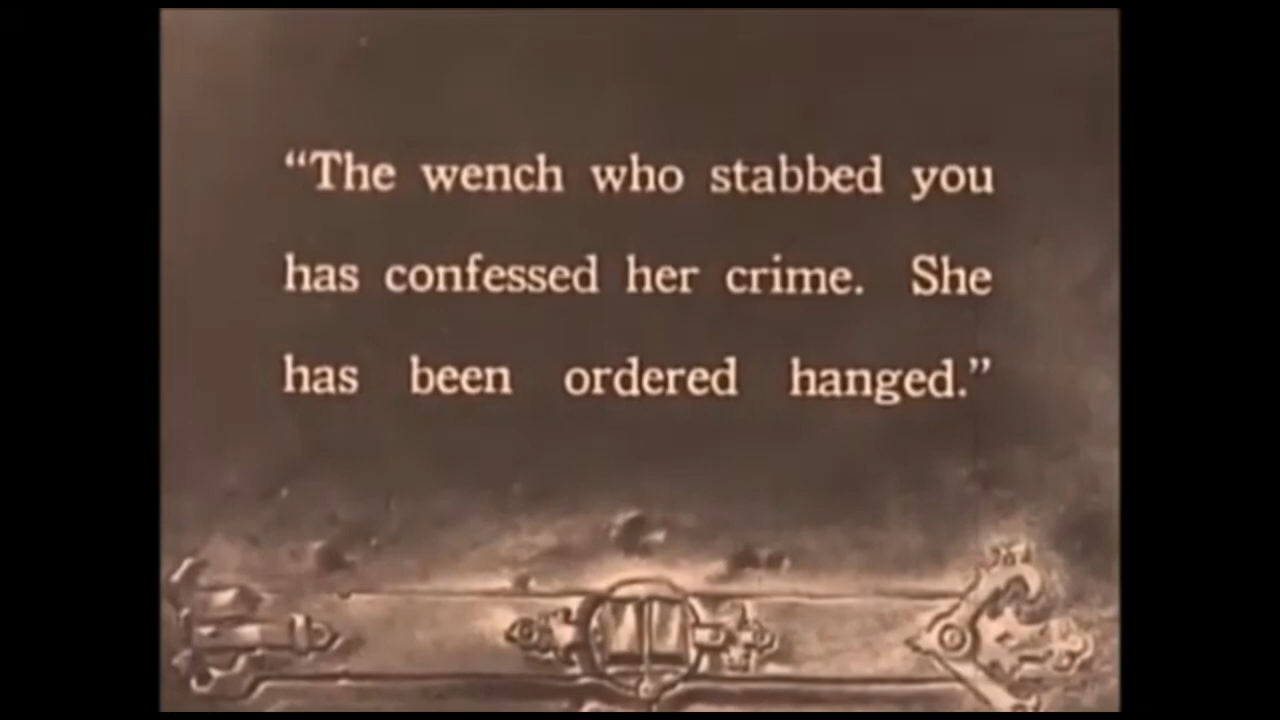 “The wench who stabbed you
has confessed her crime. She
has been ordered hanged.”